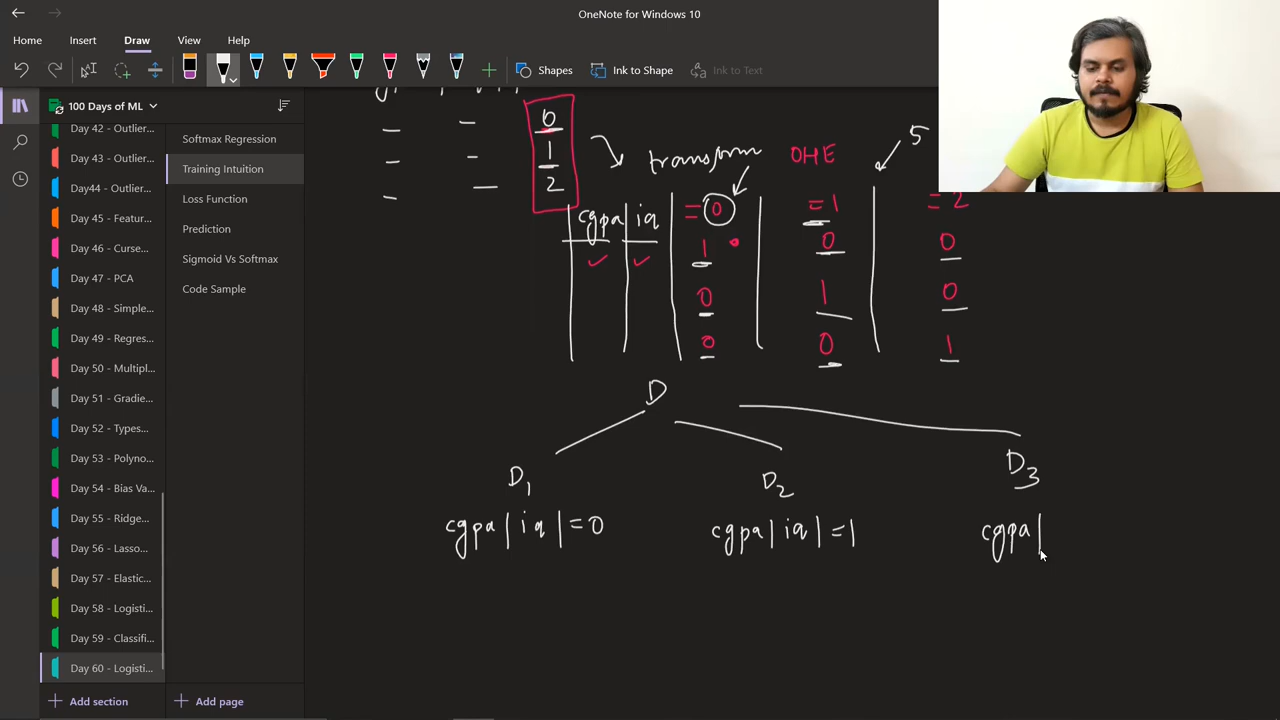 OneNote for Windows 10
Home Insert Draw View Help
Shapes Ink to Shape Ink to Text
100 Days of ML
Day 42 - Outlier...
Day 43 - Outlier...
Day44 - Outlier...
Day 45 - Featur...
Day 46 - Curse...
Day 47 - PCA
Day 48 - Simple...
Day 49 - Regres...
Day 50 - Multipl...
Day 51 - Gradie...
Day 52 - Types...
Day 53 - Polyno...
Day 54 - Bias Va...
Day 55 - Ridge...
Day 56 - Lasso...
Day 57 - Elastic...
Day 58 - Logisti...
Day 59 - Classifi...
Day 60 - Logisti...
Add section
Softmax Regression
Training Intuition
Loss Function
Prediction
Sigmoid Vs Softmax
Code Sample
Add page
0
1
2
transform OHE 5
cgpa | iq | =0 | =1 | =2
1 0 0
0 1 0
0 0 1
D
D1 D2 D3
cgpa | iq | =0 cgpa | iq | =1 cgpa |